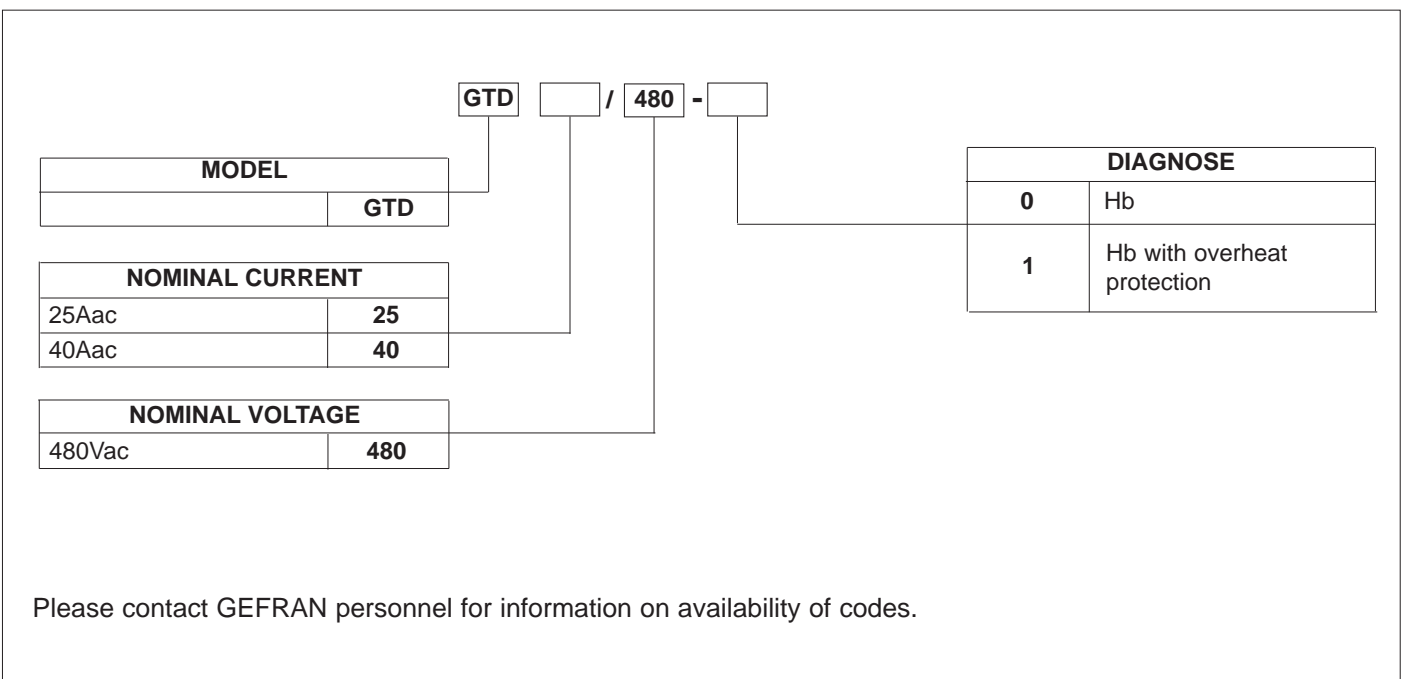 GTD / 480 -
MODEL
GTD
NOMINAL CURRENT
25Aac 25
40Aac 40
NOMINAL VOLTAGE
480Vac 480
DIAGNOSE
0 Hb
1 Hb with overheat
protection
Please contact GEFRAN personnel for information on availability of codes.